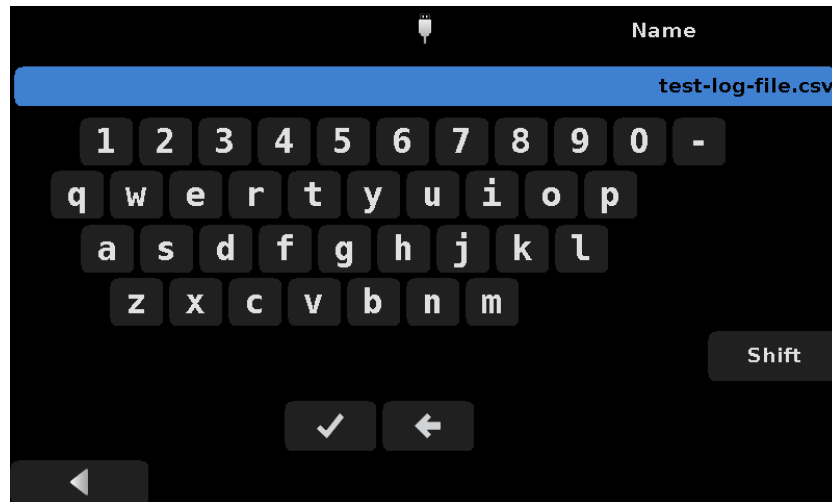 Name
test-log-file.csv
1 2 3 4 5 6 7 8 9 0 -
q w e r t y u i o p
a s d f g h j k l
z x c v b n m
Shift